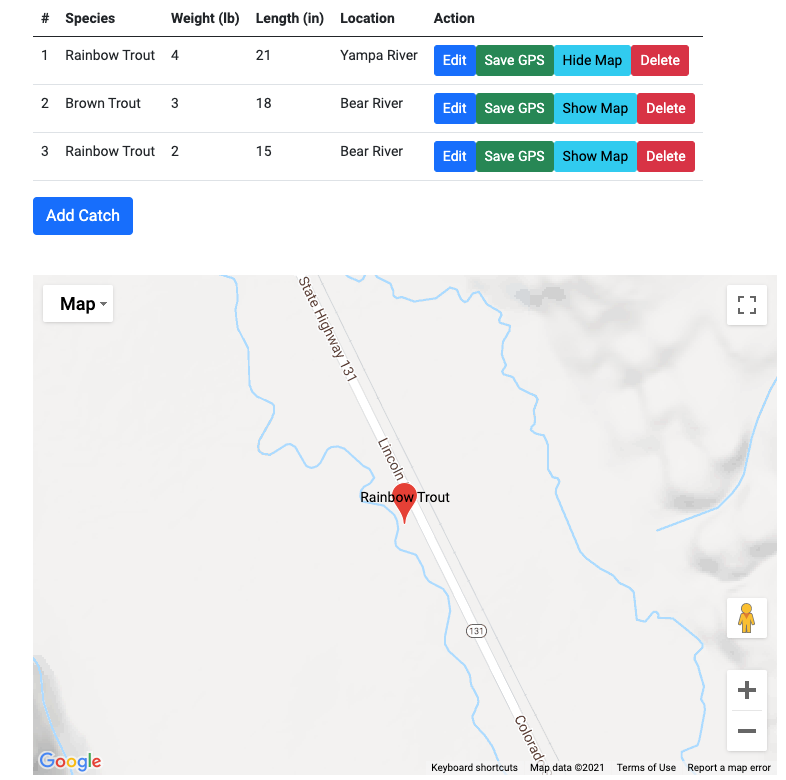 # Species Weight (lb) Length (in) Location Action
1 Rainbow Trout 4 21 Yampa River Edit Save GPS Hide Map Delete
2 Brown Trout 3 18 Bear River Edit Save GPS Show Map Delete
3 Rainbow Trout 2 15 Bear River Edit Save GPS Show Map Delete
Add Catch
Map
State Highway 131
Lincoln
Rainbow Trout
131
Colorad
Google
Keyboard shortcuts Map data ©2021 Terms of Use Report a map error